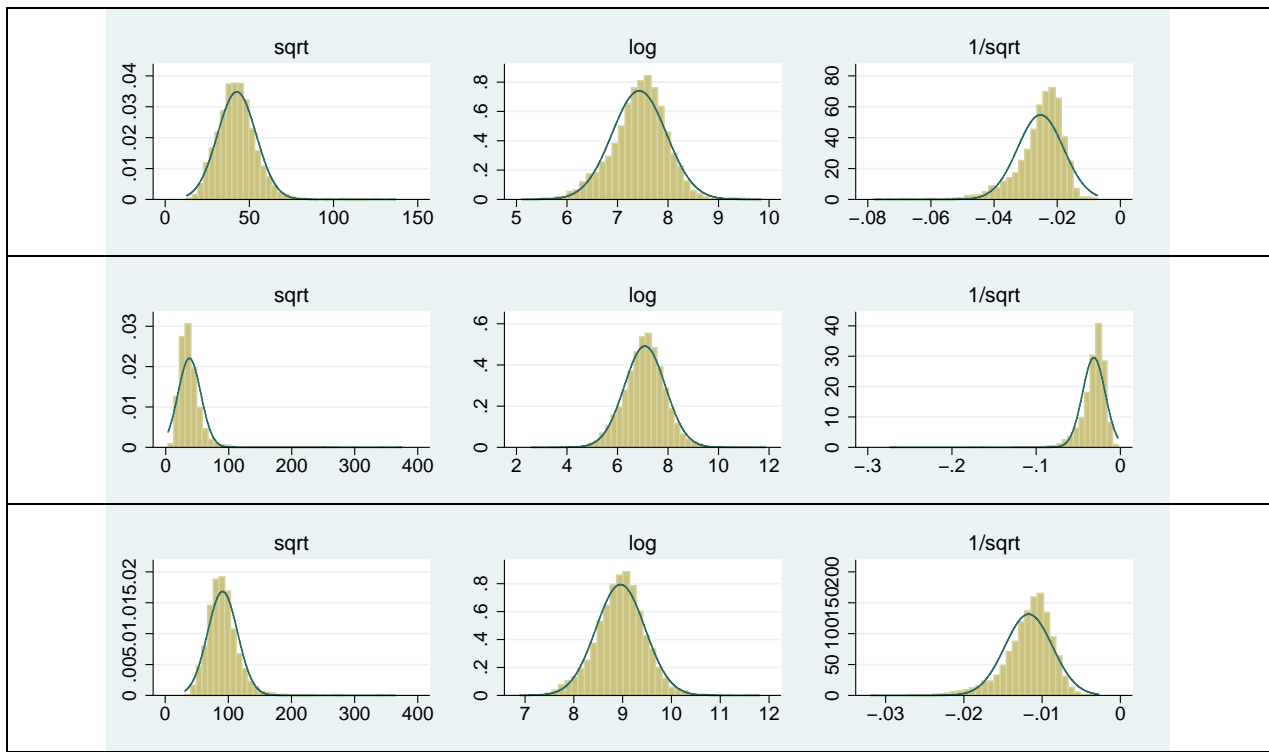 sqrt log 1/sqrt
0 .01 .02 .03 .04
0 50 100 150
0 .2 .4 .6 .8
5 6 7 8 9 10
0 20 40 60 80
−.08 −.06 −.04 −.02 0
sqrt log 1/sqrt
0 .01 .02 .03
0 100 200 300 400
0 .2 .4 .6
2 4 6 8 10 12
0 10 20 30 40
−.3 −.2 −.1 0
sqrt log 1/sqrt
0 .005 .01 .015 .02
0 100 200 300 400
0 .2 .4 .6 .8
7 8 9 10 11 12
0 50 100 150 200
−.03 −.02 −.01 0